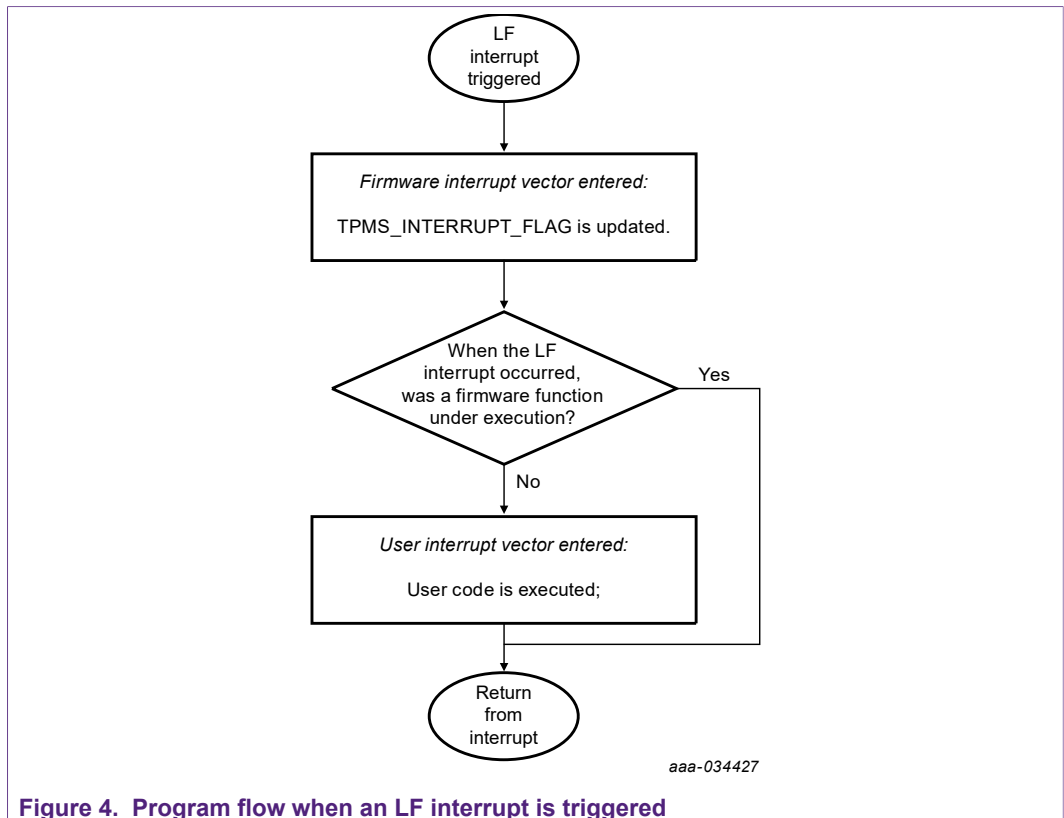 LF
interrupt
triggered
Firmware interrupt vector entered:
TPMS_INTERRUPT_FLAG is updated.
When the LF
interrupt occurred,
was a firmware function
under execution?
Yes
No
User interrupt vector entered:
User code is executed;
Return
from
interrupt
aaa-034427
Figure 4. Program flow when an LF interrupt is triggered